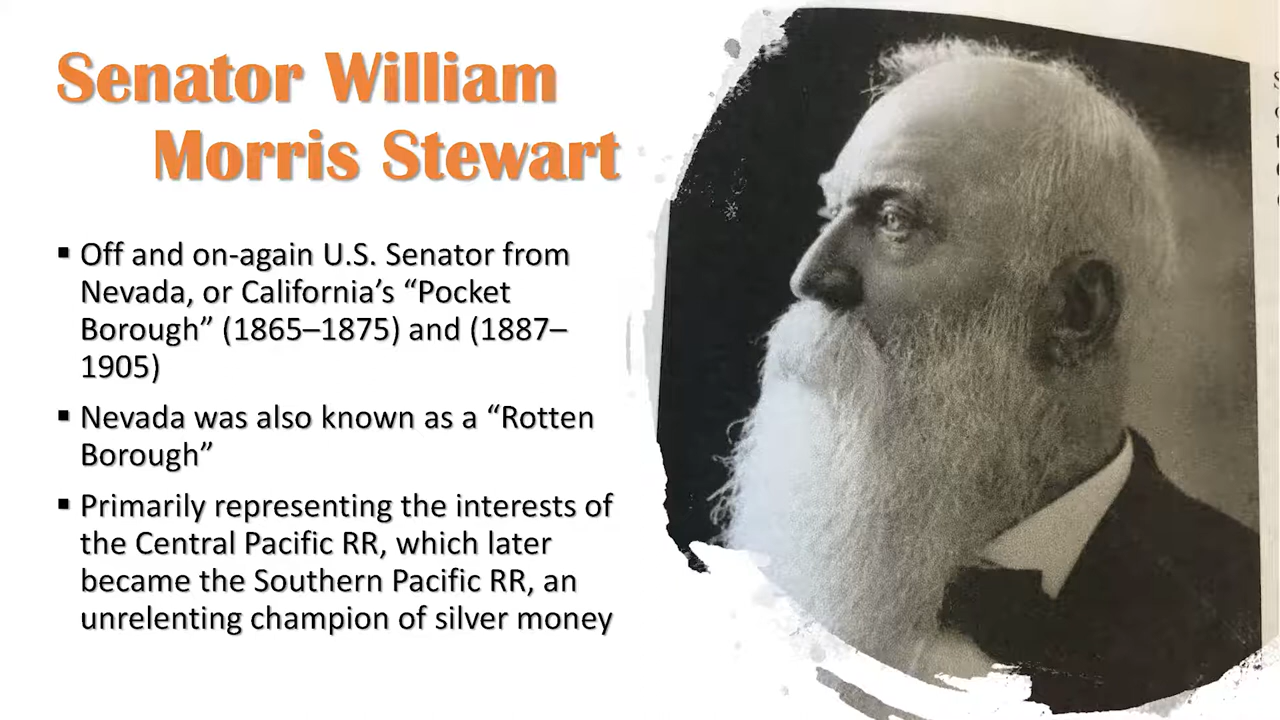 Senator William
Morris Stewart
▪ Off and on-again U.S. Senator from
Nevada, or California’s “Pocket
Borough” (1865–1875) and (1887–
1905)
▪ Nevada was also known as a “Rotten
Borough”
▪ Primarily representing the interests of
the Central Pacific RR, which later
became the Southern Pacific RR, an
unrelenting champion of silver money